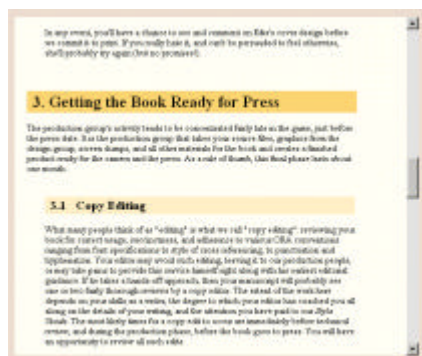 In any event, you'll have a chance to see and comment on Edie's cover design before
we commit it to print. If you really hate it, and can't be persuaded to feel otherwise,
she'll probably try again (but no promises!).
3. Getting the Book Ready for Press
The production group's activity tends to be concentrated fairly late in the game, just before
the press date. It is the production group that takes your source files, graphics from the
design group, screen dumps, and all other materials for the book and creates a finished
product ready for the camera and the press. As a rule of thumb, this final phase lasts about
one month.
3.1 Copy Editing
What many people think of as "editing" is what we call "copy editing": reviewing your
book for correct usage, succinctness, and adherence to various ORA conventions
ranging from font specifications to style of cross referencing, to punctuation and
hyphenation. Your editor may avoid such editing, leaving it to our production people,
or may take pains to provide this service himself right along with his earliest editorial
guidance. If he takes a hands-off approach, then your manuscript will probably see
one or two fairly thorough reviews by a copy editor. The extent of this work here
depends on your skills as a writer, the degree to which your editor has coached you all
along on the details of your writing, and the attention you have paid to our Style
Sheet. The most likely times for a copy edit to occur are immediately before technical
review, and during the production phase, before the book goes to press. You will have
an opportunity to review all such edits